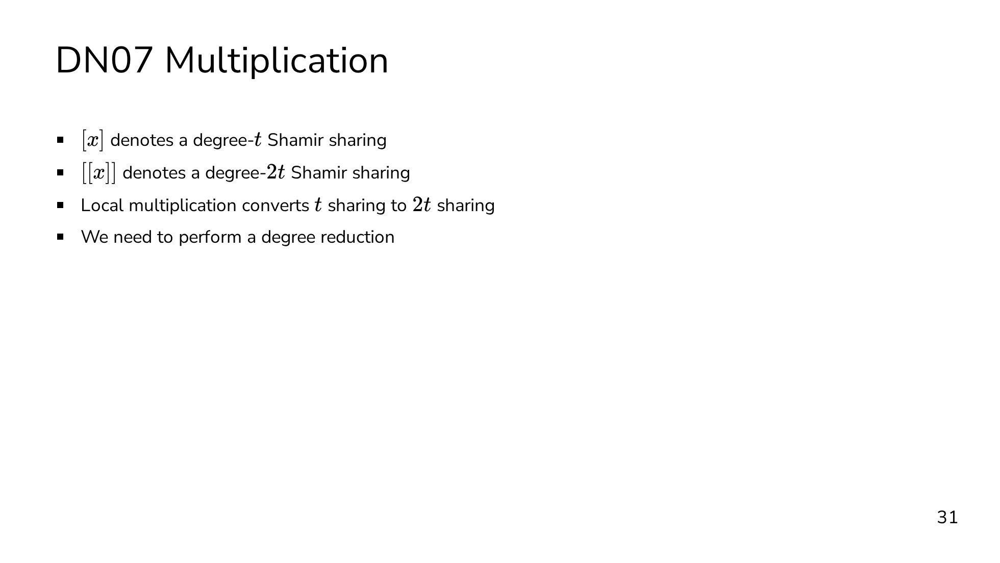 DN07 Multiplication
▪ [x] denotes a degree-t Shamir sharing
▪ [[x]] denotes a degree-2t Shamir sharing
▪ Local multiplication converts t sharing to 2t sharing
▪ We need to perform a degree reduction
31